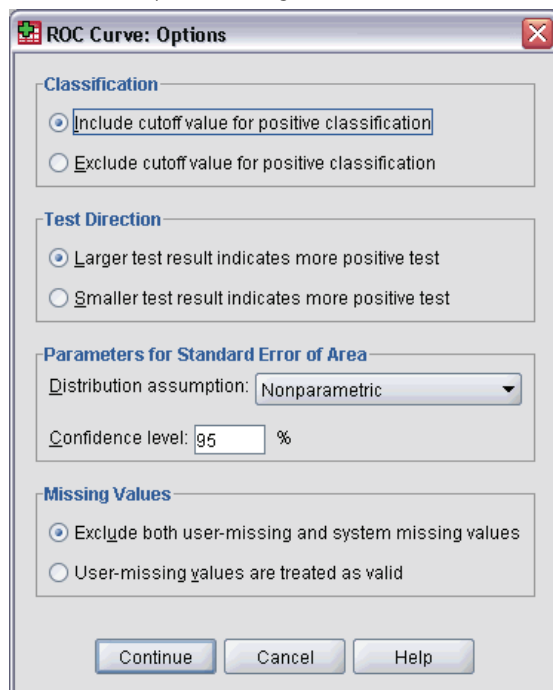 ROC Curve: Options
Classification
Include cutoff value for positive classification
Exclude cutoff value for positive classification
Test Direction
Larger test result indicates more positive test
Smaller test result indicates more positive test
Parameters for Standard Error of Area
Distribution assumption: Nonparametric
Confidence level: 95 %
Missing Values
Exclude both user-missing and system missing values
User-missing values are treated as valid
Continue Cancel Help